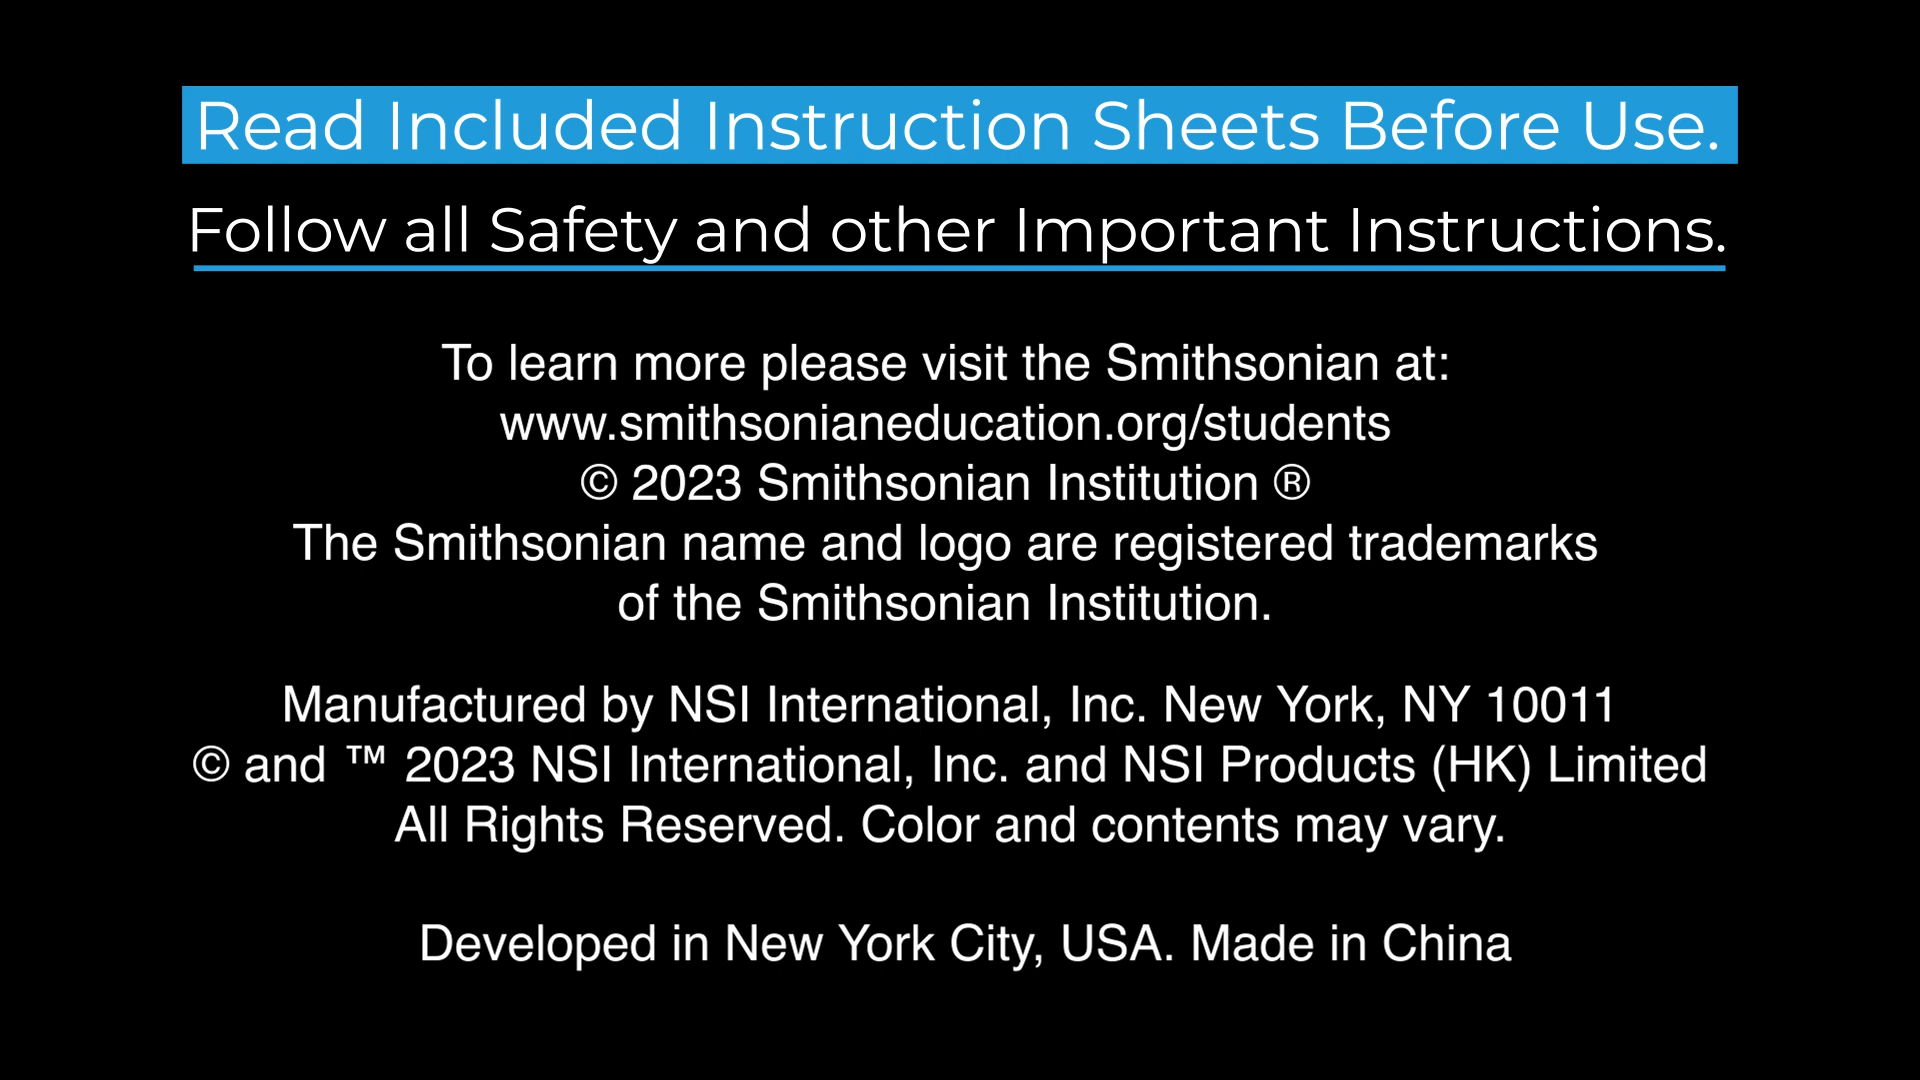 Read Included Instruction Sheets Before Use.
Follow all Safety and other Important Instructions.
To learn more please visit the Smithsonian at:
www.smithsonianeducation.org/students
© 2023 Smithsonian Institution ®
The Smithsonian name and logo are registered trademarks
of the Smithsonian Institution.
Manufactured by NSI International, Inc. New York, NY 10011
© and ™ 2023 NSI International, Inc. and NSI Products (HK) Limited
All Rights Reserved. Color and contents may vary.
Developed in New York City, USA. Made in China